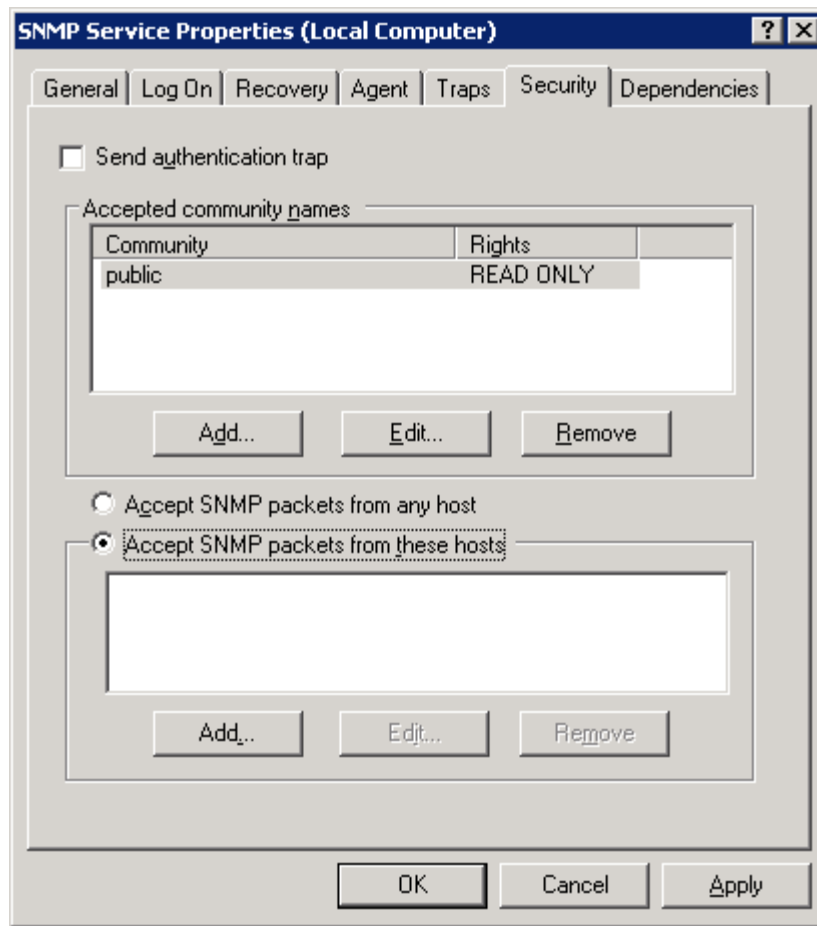 SNMP Service Properties (Local Computer)
General Log On Recovery Agent Traps Security Dependencies
Send authentication trap
Accepted community names
Community Rights
public READ ONLY
Add... Edit... Remove
Accept SNMP packets from any host
Accept SNMP packets from these hosts
Add... Edit... Remove
OK Cancel Apply